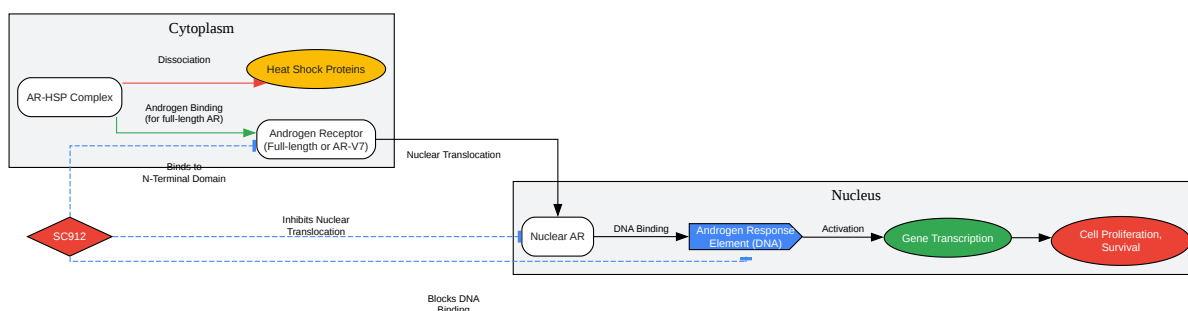 Cytoplasm
Dissociation
Heat Shock Proteins
AR-HSP Complex
Androgen Binding
(for full-length AR)
Androgen Receptor
(Full-length or AR-V7)
Nuclear Translocation
Binds to
N-Terminal Domain
Nucleus
SC912
Inhibits Nuclear
Translocation
Nuclear AR
DNA Binding
Androgen Response
Element (DNA)
Activation
Gene Transcription
Cell Proliferation,
Survival
Blocks DNA
Binding